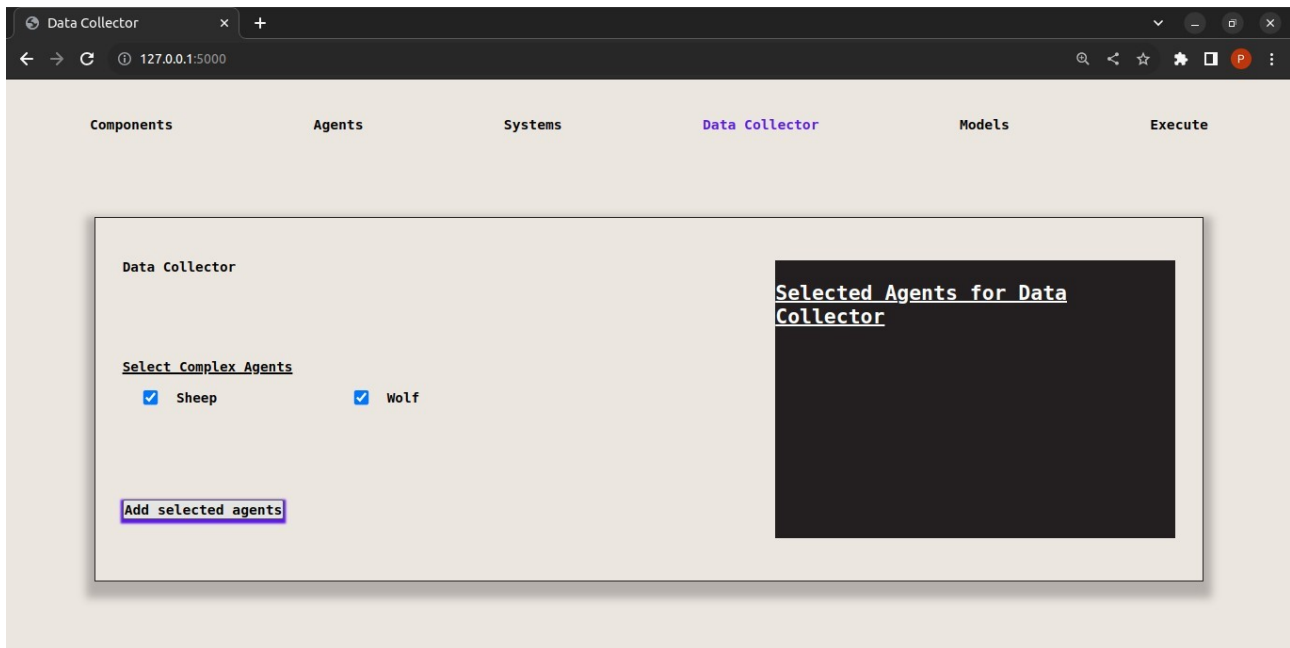 Data Collector
127.0.0.1:5000
P
Components Agents Systems Data Collector Models Execute
Data Collector
Select Complex Agents
Sheep Wolf
Add selected agents
Selected Agents for Data
Collector